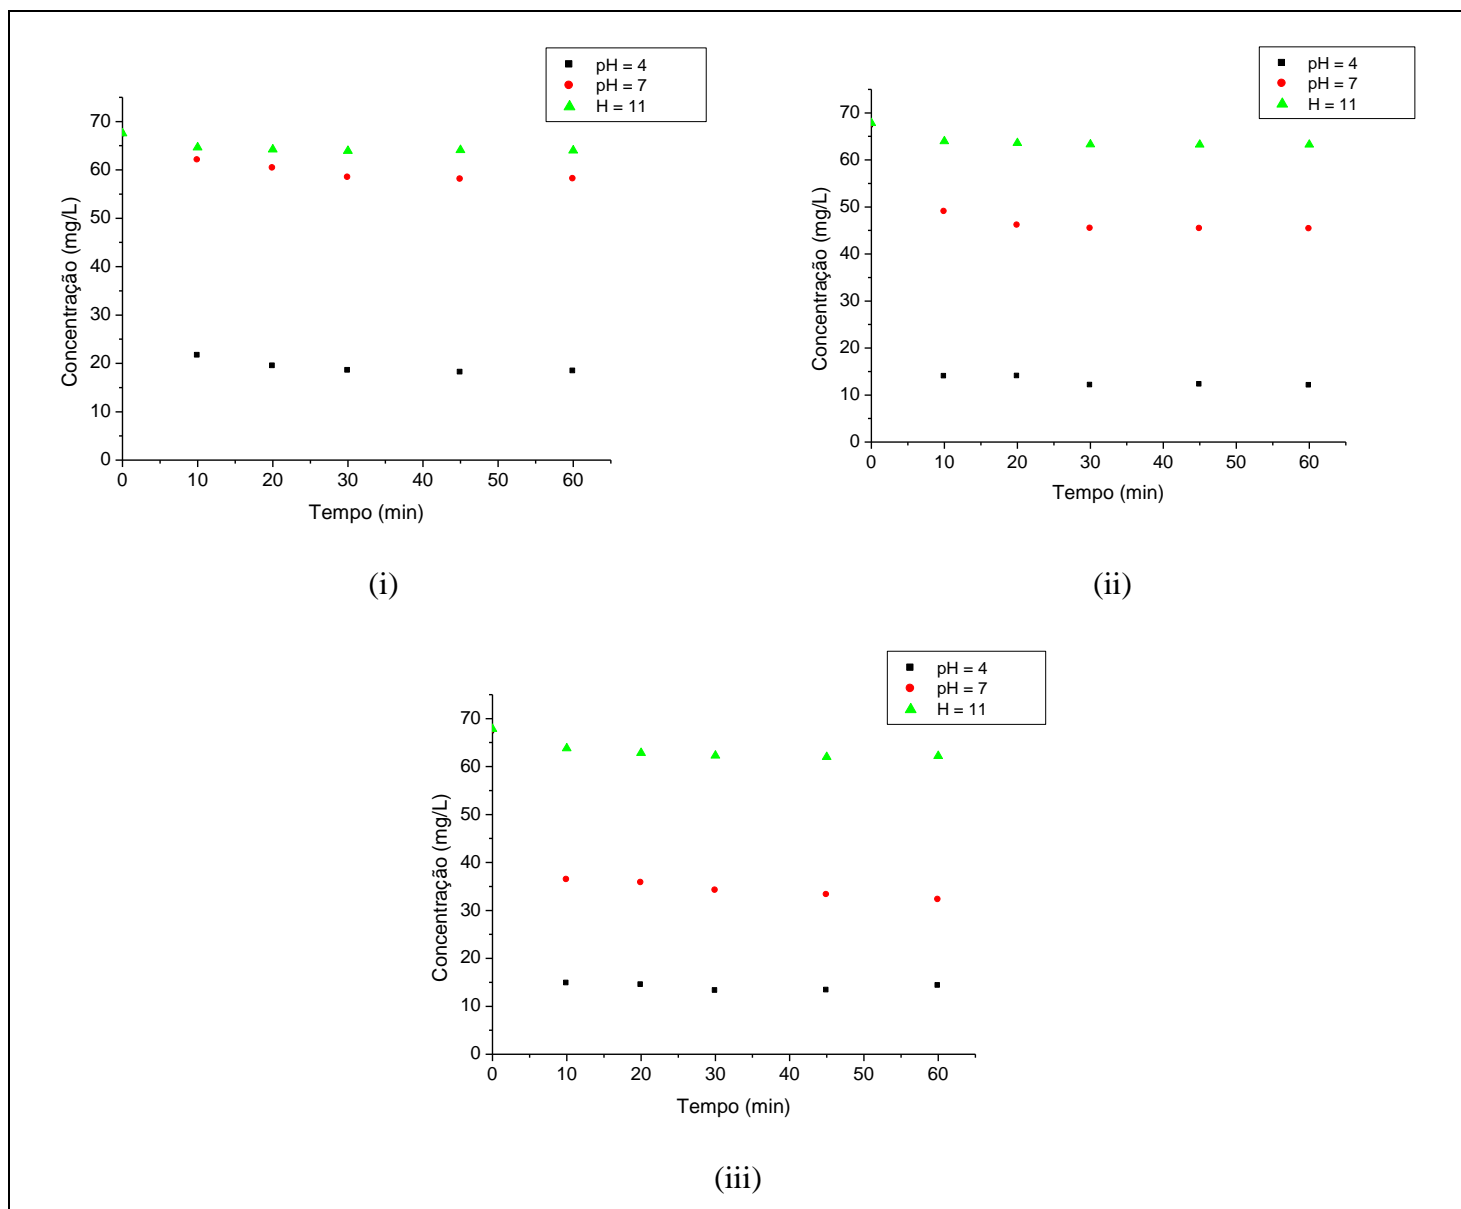 pH = 4
pH = 7
H = 11
70
60
50
40
30
20
10
0
Concentração (mg/L)
0 10 20 30 40 50 60
Tempo (min)
(i)
pH = 4
pH = 7
H = 11
70
60
50
40
30
20
10
0
Concentração (mg/L)
0 10 20 30 40 50 60
Tempo (min)
(ii)
pH = 4
pH = 7
H = 11
70
60
50
40
30
20
10
0
Concentração (mg/L)
0 10 20 30 40 50 60
Tempo (min)
(iii)